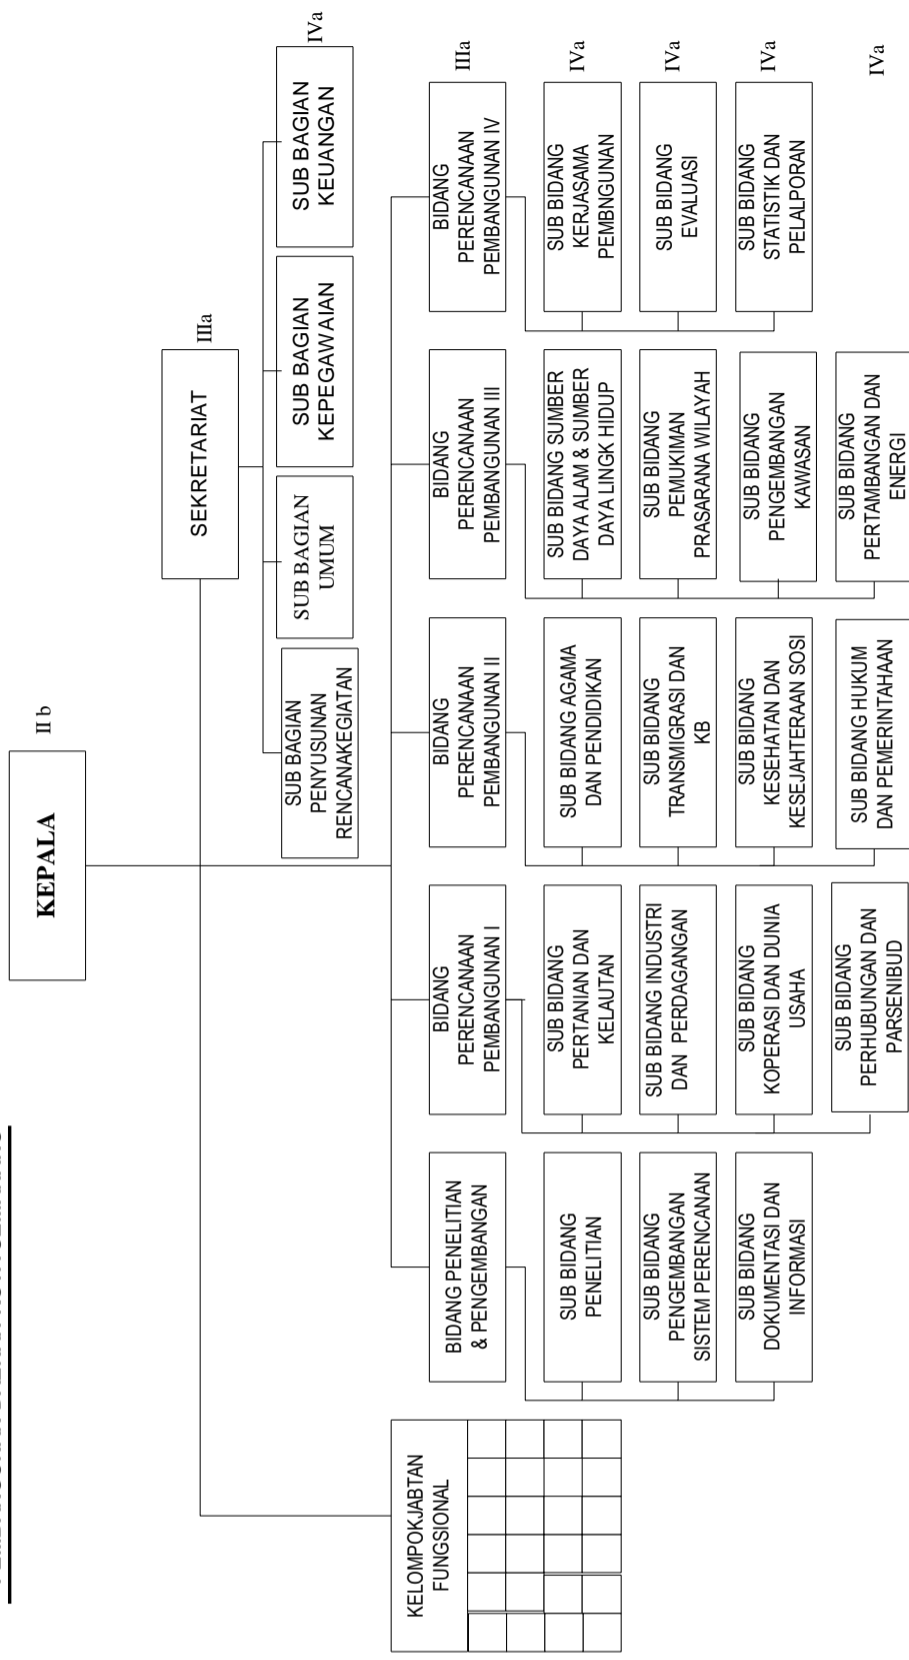 KEPALA
II b
SEKRETARIAT
IIIa
SUB BAGIAN
PENYUSUNAN
RENCANAKEGIATAN
SUB BAGIAN
UMUM
SUB BAGIAN
KEPEGAWAIAN
SUB BAGIAN
KEUANGAN
IVa
KELOMPOKJABTAN
FUNGSIONAL
BIDANG PENELITIAN
& PENGEMBANGAN
BIDANG
PERENCANAAN
PEMBANGUNAN I
BIDANG
PERENCANAAN
PEMBANGUNAN II
BIDANG
PERENCANAAN
PEMBANGUNAN III
BIDANG
PERENCANAAN
PEMBANGUNAN IV
IIIa
SUB BIDANG
PENELITIAN
SUB BIDANG
PERTANIAN DAN
KELAUTAN
SUB BIDANG AGAMA
DAN PENDIDIKAN
SUB BIDANG SUMBER
DAYA ALAM & SUMBER
DAYA LINGK HIDUP
SUB BIDANG
KERJASAMA
PEMBNGUNAN
IVa
SUB BIDANG
PENGEMBANGAN
SISTEM PERENCANAN
SUB BIDANG INDUSTRI
DAN PERDAGANGAN
SUB BIDANG
TRANSMIGRASI DAN
KB
SUB BIDANG
PEMUKIMAN
PRASARANA WILAYAH
SUB BIDANG
EVALUASI
IVa
SUB BIDANG
DOKUMENTASI DAN
INFORMASI
SUB BIDANG
KOPERASI DAN DUNIA
USAHA
SUB BIDANG
KESEHATAN DAN
KESEJAHTERAAN SOSI
SUB BIDANG
PENGEMBANGAN
KAWASAN
SUB BIDANG
STATISTIK DAN
PELALPORAN
IVa
SUB BIDANG
PERHUBUNGAN DAN
PARSENIBUD
SUB BIDANG HUKUM
DAN PEMERINTAHAAN
SUB BIDANG
PERTAMBANGAN DAN
ENERGI
IVa